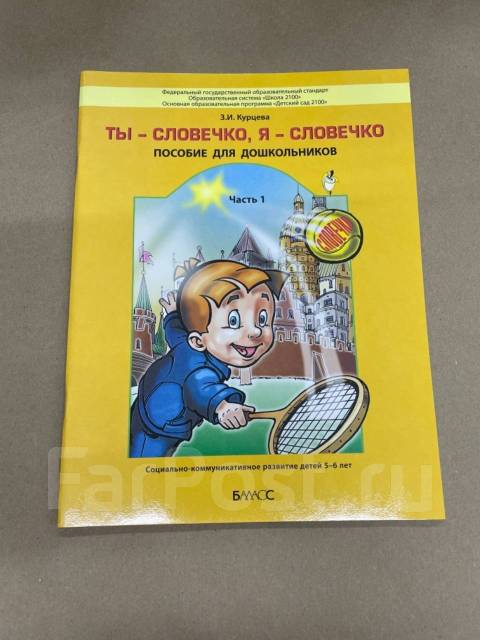 Федеральный государственный образовательный стандарт
Образовательная система «Школа 2100»
Основная образовательная программа «Детский сад 2100»
З.И. Курцева
ТЫ – СЛОВЕЧКО, Я – СЛОВЕЧКО
ПОСОБИЕ ДЛЯ ДОШКОЛЬНИКОВ
Часть 1
СЛОВЕЧКО
Социально-коммуникативное развитие детей 5–6 лет
БАЛАСС
FarPost.ru